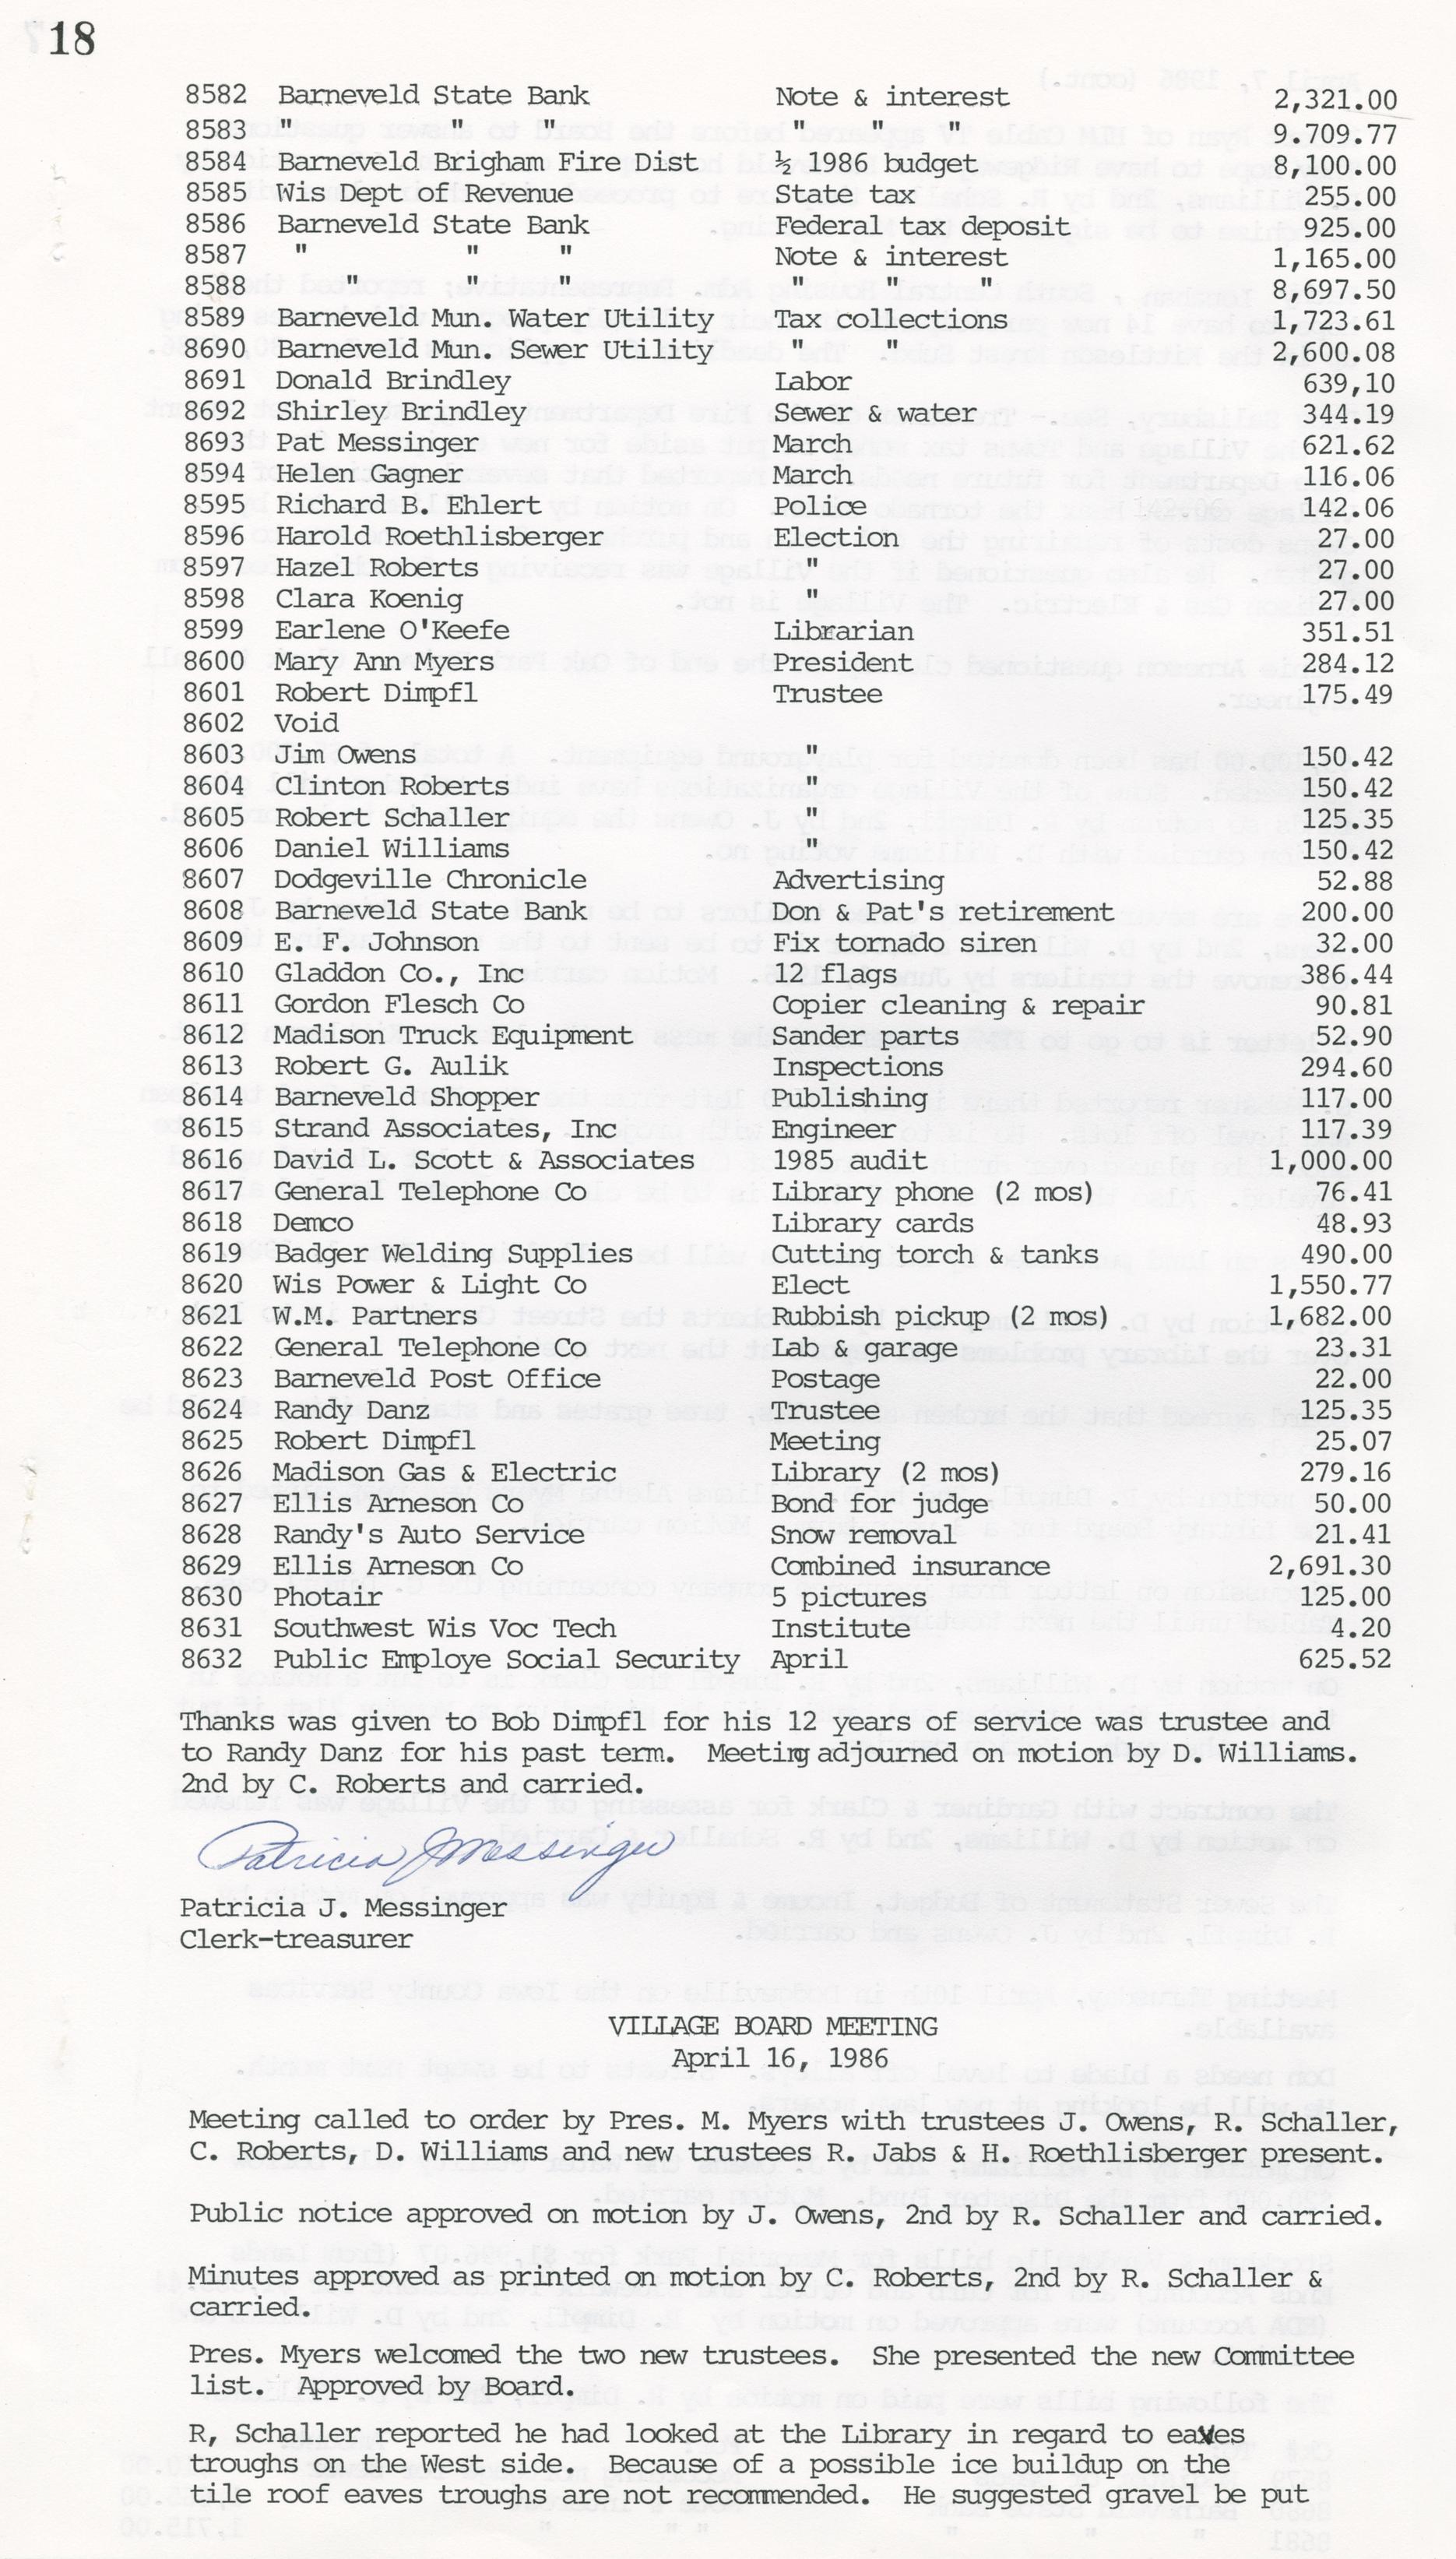 18
8582 Barneveld State Bank Note & interest 2,321.00
8583 " " " " " " 9.709.77
8584 Barneveld Brigham Fire Dist ½ 1986 budget 8,100.00
8585 Wis Dept of Revenue State tax 255.00
8586 Barneveld State Bank Federal tax deposit 925.00
8587 " " " Note & interest 1,165.00
8588 " " " " " " 8,697.50
8589 Barneveld Mun. Water Utility Tax collections 1,723.61
8690 Barneveld Mun. Sewer Utility " " 2,600.08
8691 Donald Brindley Labor 639,10
8692 Shirley Brindley Sewer & water 344.19
8693 Pat Messinger March 621.62
8594 Helen Gagner March 116.06
8595 Richard B. Ehlert Police 142.06
8596 Harold Roethlisberger Election 27.00
8597 Hazel Roberts " 27.00
8598 Clara Koenig " 27.00
8599 Earlene O'Keefe Librarian 351.51
8600 Mary Ann Myers President 284.12
8601 Robert Dimpfl Trustee 175.49
8602 Void
8603 Jim Owens " 150.42
8604 Clinton Roberts " 150.42
8605 Robert Schaller " 125.35
8606 Daniel Williams " 150.42
8607 Dodgeville Chronicle Advertising 52.88
8608 Barneveld State Bank Don & Pat's retirement 200.00
8609 E. F. Johnson Fix tornado siren 32.00
8610 Gladdon Co., Inc 12 flags 386.44
8611 Gordon Flesch Co Copier cleaning & repair 90.81
8612 Madison Truck Equipment Sander parts 52.90
8613 Robert G. Aulik Inspections 294.60
8614 Barneveld Shopper Publishing 117.00
8615 Strand Associates, Inc Engineer 117.39
8616 David L. Scott & Associates 1985 audit 1,000.00
8617 General Telephone Co Library phone (2 mos) 76.41
8618 Demco Library cards 48.93
8619 Badger Welding Supplies Cutting torch & tanks 490.00
8620 Wis Power & Light Co Elect 1,550.77
8621 W.M. Partners Rubbish pickup (2 mos) 1,682.00
8622 General Telephone Co Lab & garage 23.31
8623 Barneveld Post Office Postage 22.00
8624 Randy Danz Trustee 125.35
8625 Robert Dimpfl Meeting 25.07
8626 Madison Gas & Electric Library (2 mos) 279.16
8627 Ellis Arneson Co Bond for judge 50.00
8628 Randy's Auto Service Snow removal 21.41
8629 Ellis Arneson Co Combined insurance 2,691.30
8630 Photair 5 pictures 125.00
8631 Southwest Wis Voc Tech Institute 4.20
8632 Public Employe Social Security April 625.52
Thanks was given to Bob Dimpfl for his 12 years of service was trustee and
to Randy Danz for his past term. Meeting adjourned on motion by D. Williams.
2nd by C. Roberts and carried.
Patricia J Messinger
Patricia J. Messinger
Clerk-treasurer
VILLAGE BOARD MEETING
April 16, 1986
Meeting called to order by Pres. M. Myers with trustees J. Owens, R. Schaller,
C. Roberts, D. Williams and new trustees R. Jabs & H. Roethlisberger present.
Public notice approved on motion by J. Owens, 2nd by R. Schaller and carried.
Minutes approved as printed on motion by C. Roberts, 2nd by R. Schaller &
carried.
Pres. Myers welcomed the two new trustees. She presented the new Committee
list. Approved by Board.
R, Schaller reported he had looked at the Library in regard to eaves
troughs on the West side. Because of a possible ice buildup on the
tile roof eaves troughs are not recommended. He suggested gravel be put